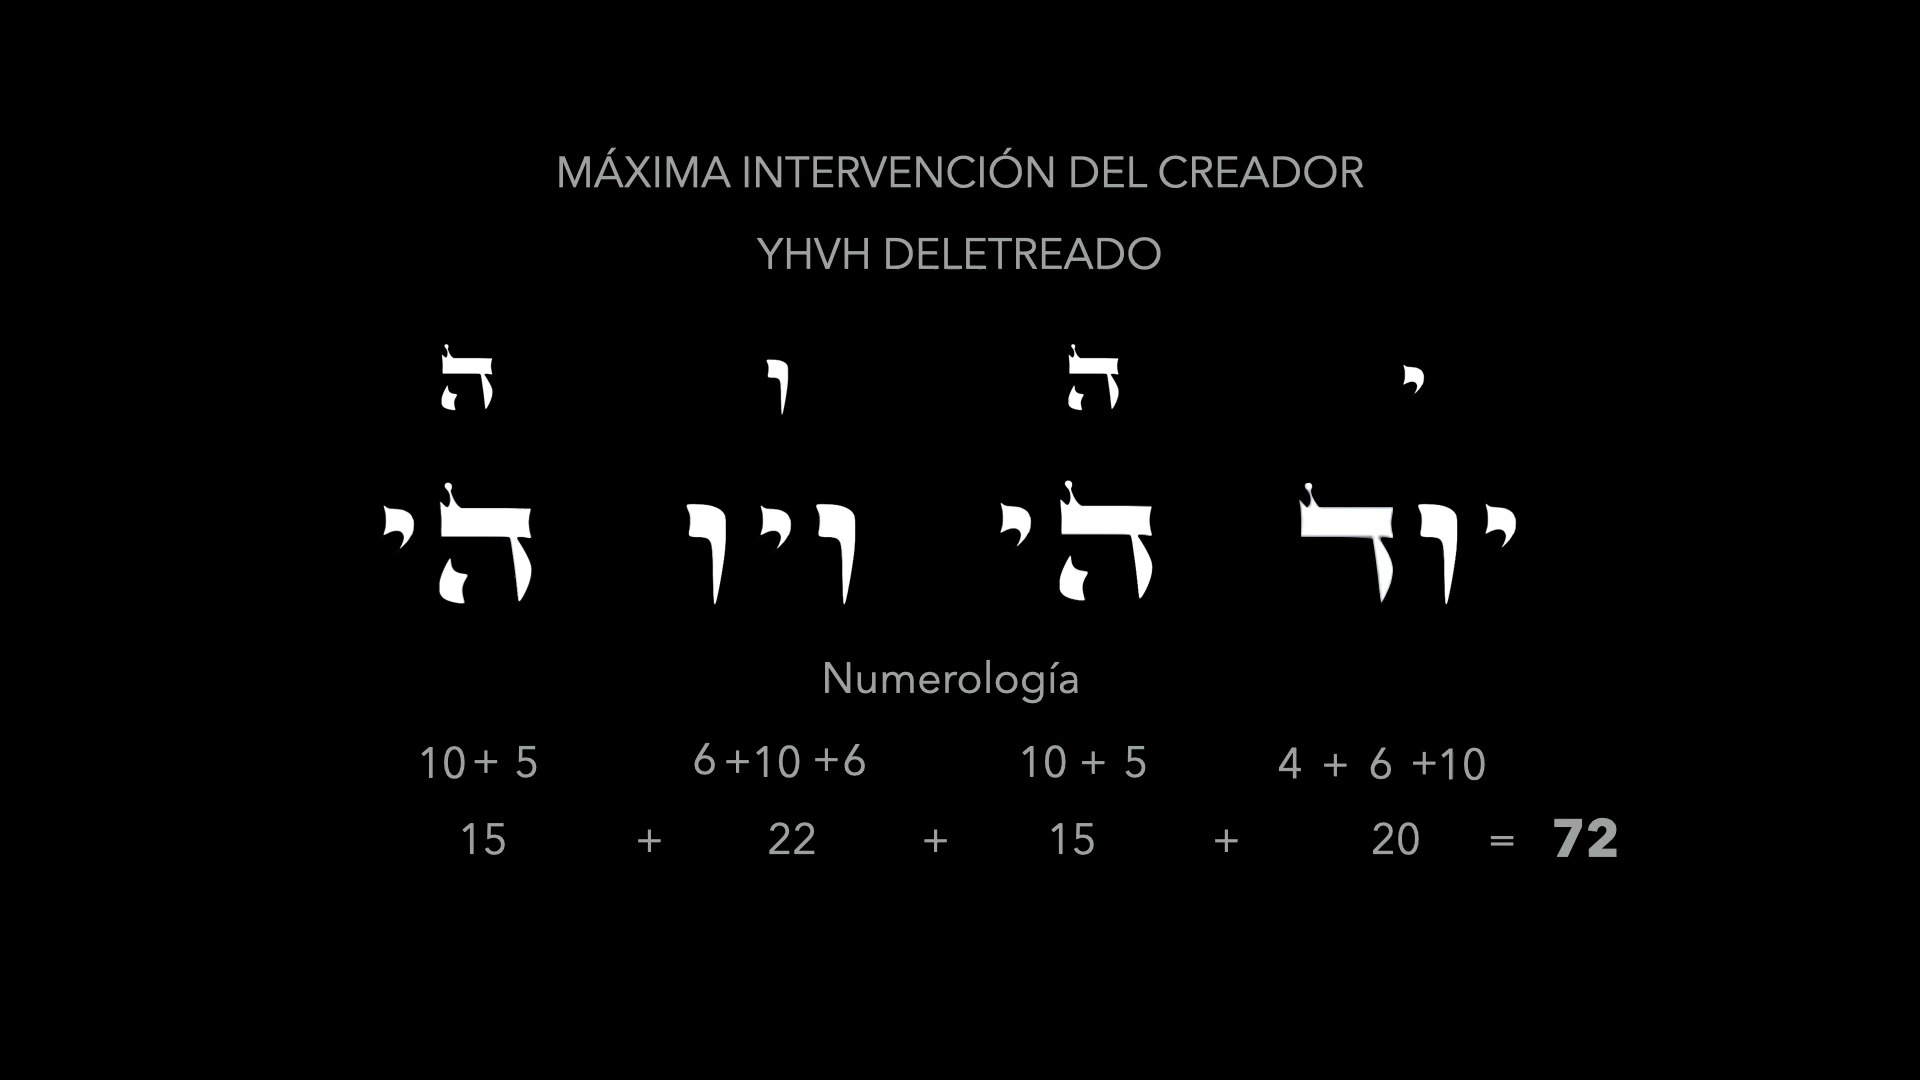 MÁXIMA INTERVENCIÓN DEL CREADOR
YHVH DELETREADO
י ה ו ה
יוד הי ויו הי
Numerología
10 + 5 6 +10 +6 10 + 5 4 + 6 +10
15 + 22 + 15 + 20 = 72